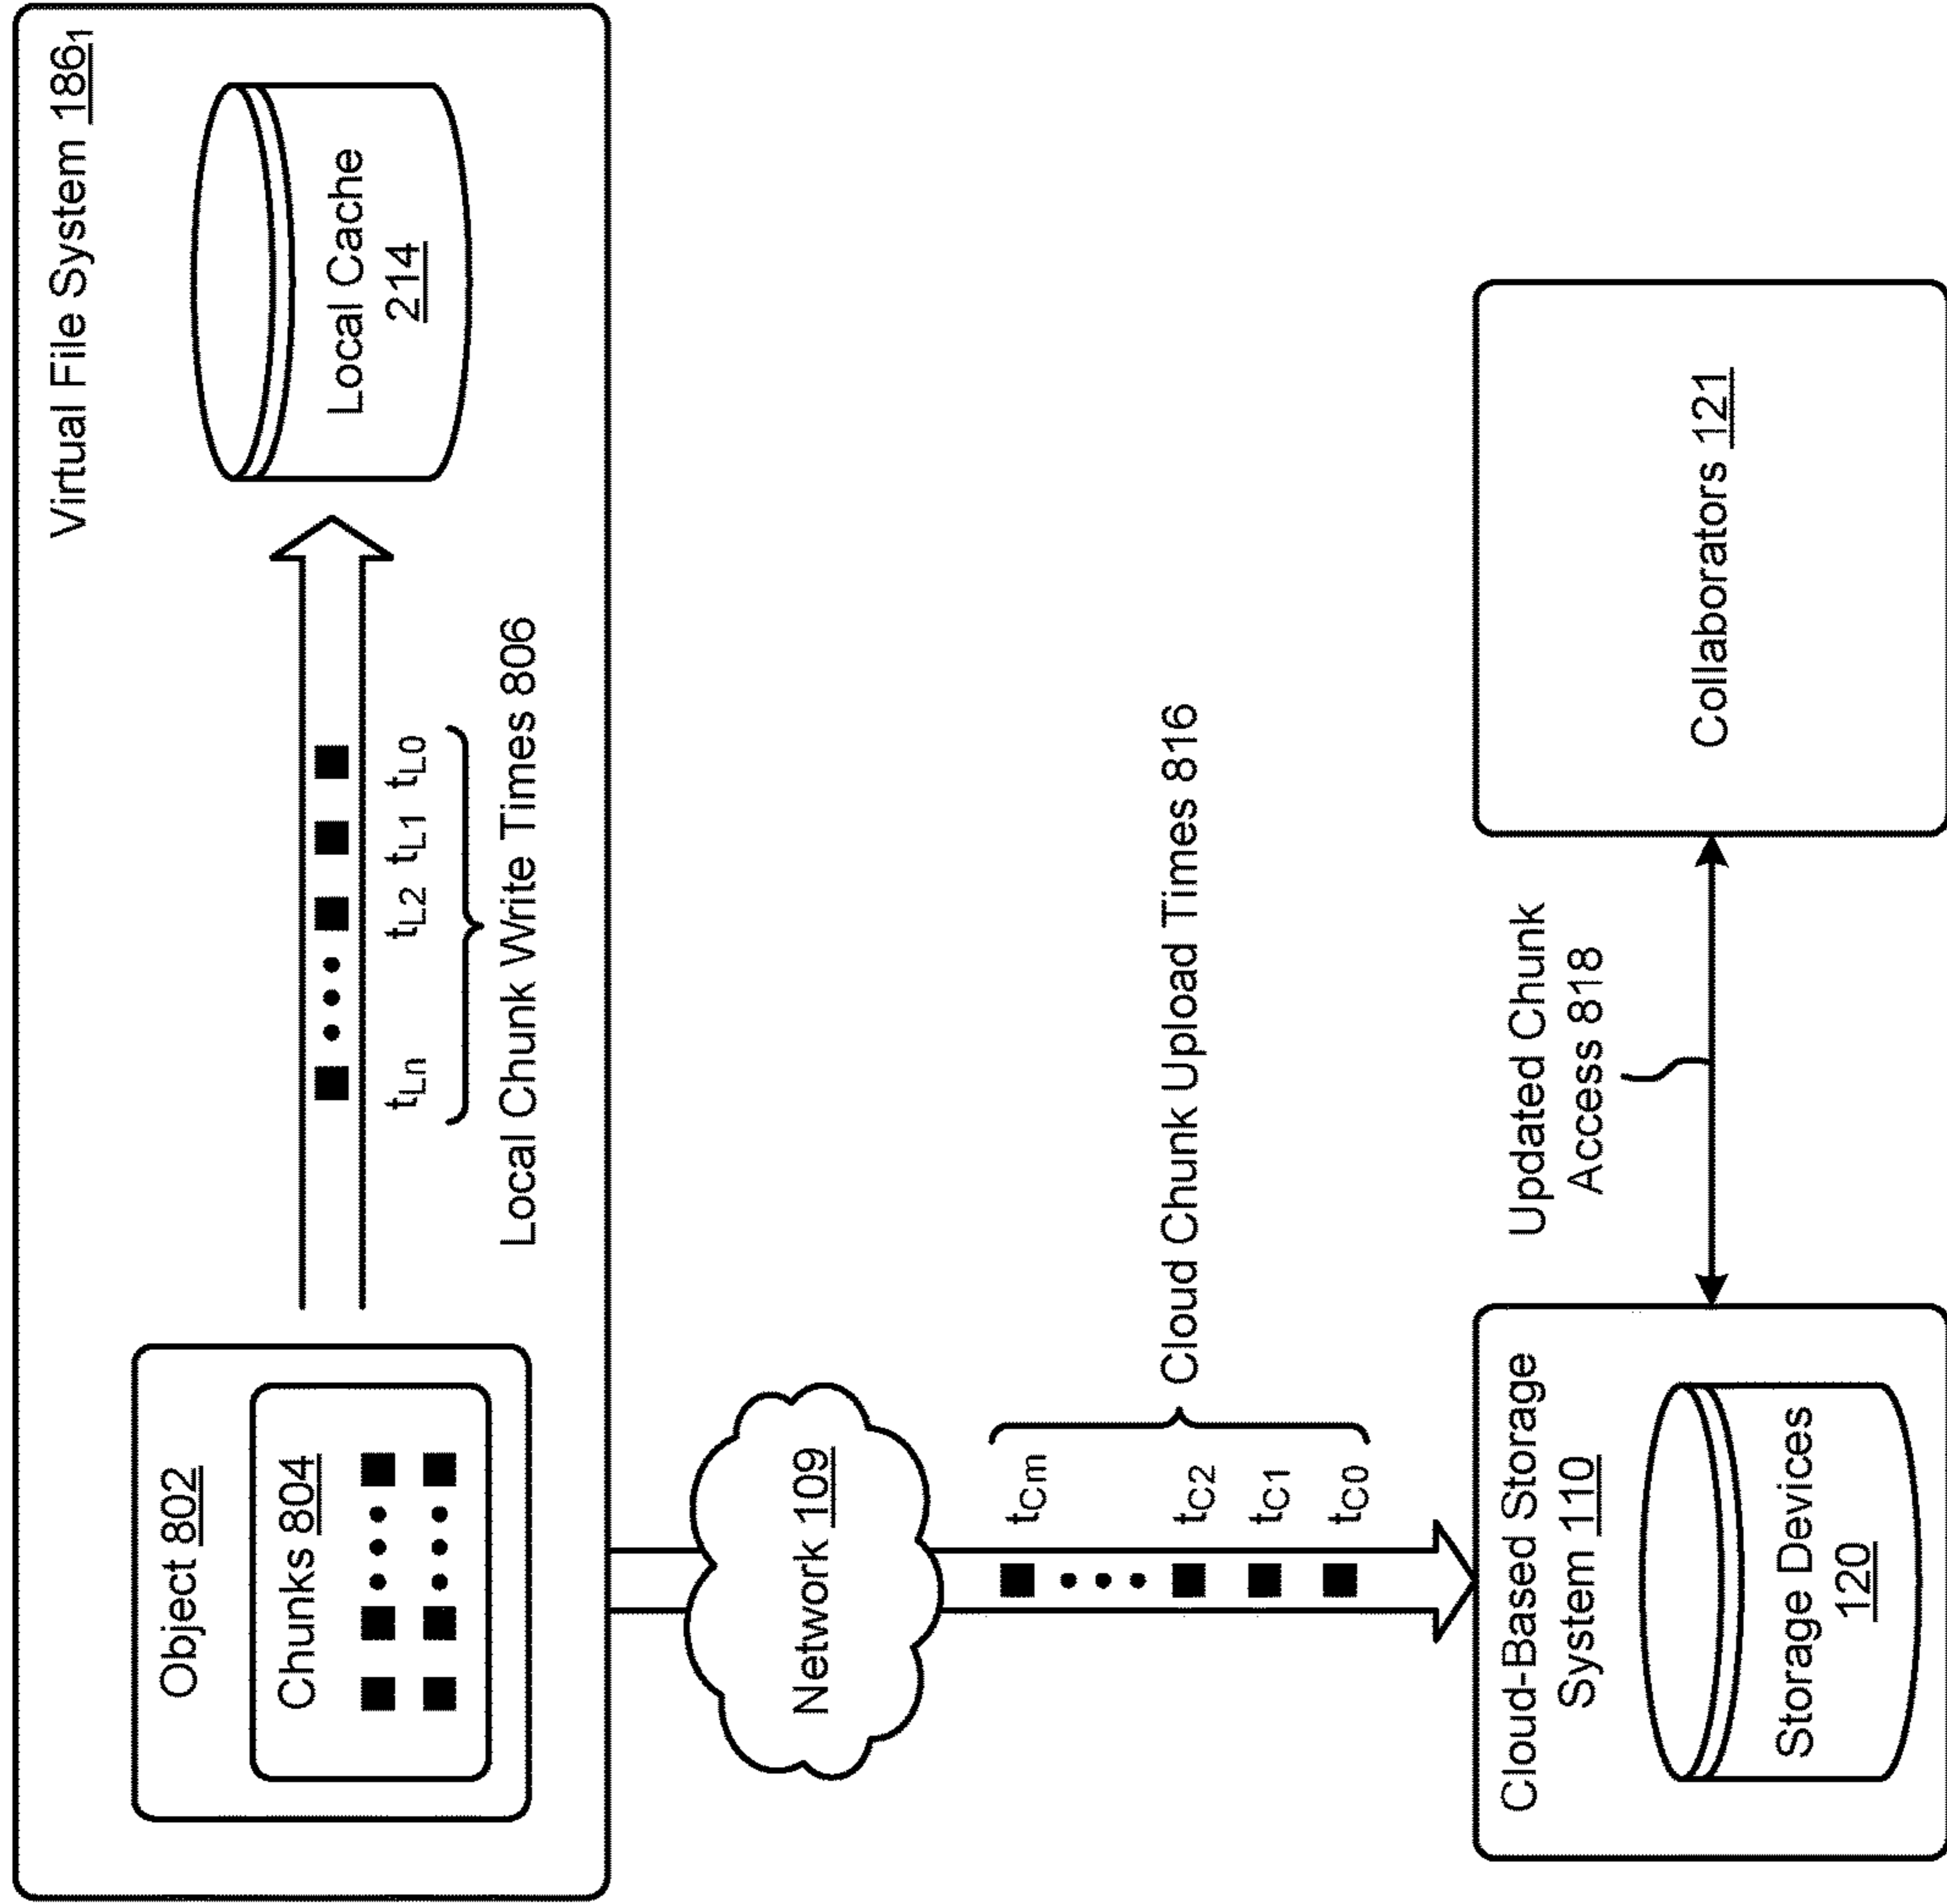 Virtual File System 186₁
Object 802
Chunks 804
Local Cache
214
t_Ln t_L2 t_L1 t_L0
Local Chunk Write Times 806
Network 109
t_Cm
t_C2
t_C1
t_C0
Cloud Chunk Upload Times 816
Cloud-Based Storage
System 110
Storage Devices
120
Updated Chunk
Access 818
Collaborators 121